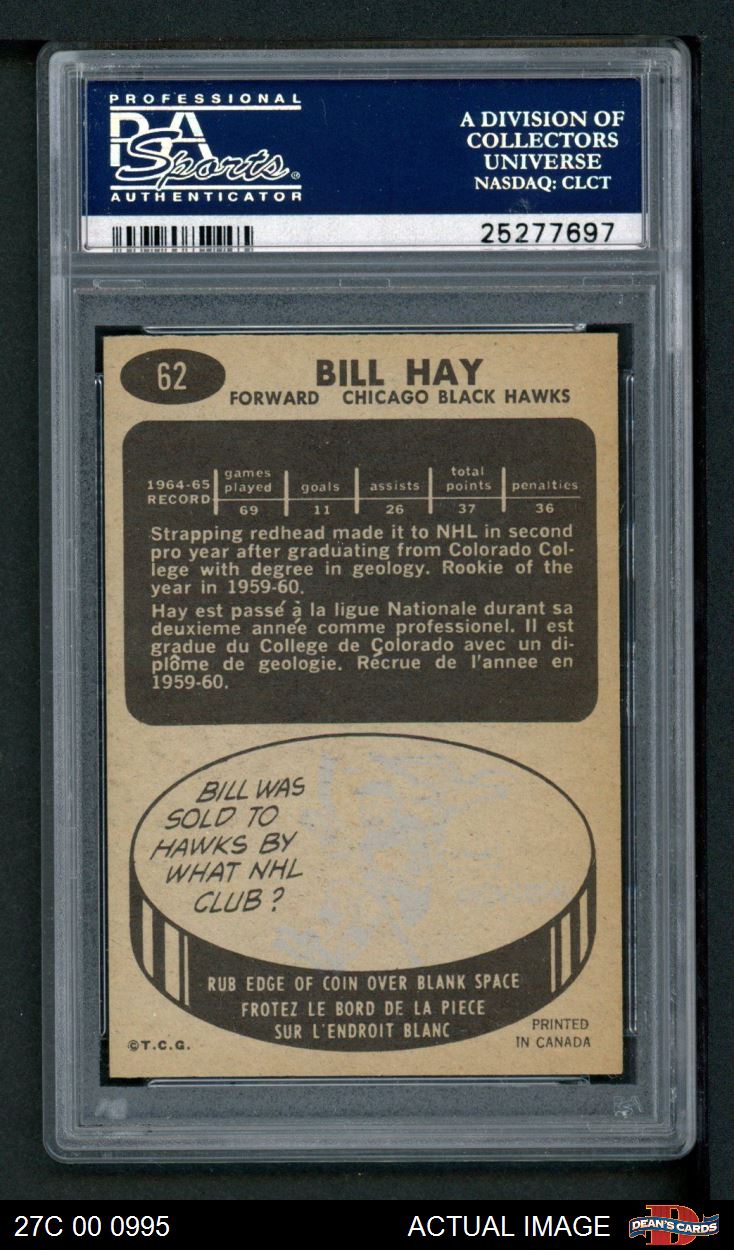 PROFESSIONAL
PSA
Sports®
AUTHENTICATOR
A DIVISION OF
COLLECTORS
UNIVERSE
NASDAQ: CLCT
25277697
62
BILL HAY
FORWARD CHICAGO BLACK HAWKS
1964-65 RECORD games played goals assists total points penalties
69 11 26 37 36
Strapping redhead made it to NHL in second
pro year after graduating from Colorado Col-
lege with degree in geology. Rookie of the
year in 1959-60.
Hay est passé à la ligue Nationale durant sa
deuxieme année comme professionel. Il est
gradue du College de Colorado avec un di-
plôme de geologie. Récrue de l'annee en
1959-60.
BILL WAS
SOLD TO
HAWKS BY
WHAT NHL
CLUB?
RUB EDGE OF COIN OVER BLANK SPACE
FROTEZ LE BORD DE LA PIECE
SUR L'ENDROIT BLANC
©T.C.G.
PRINTED
IN CANADA
27C 00 0995
ACTUAL IMAGE
DEAN'S CARDS